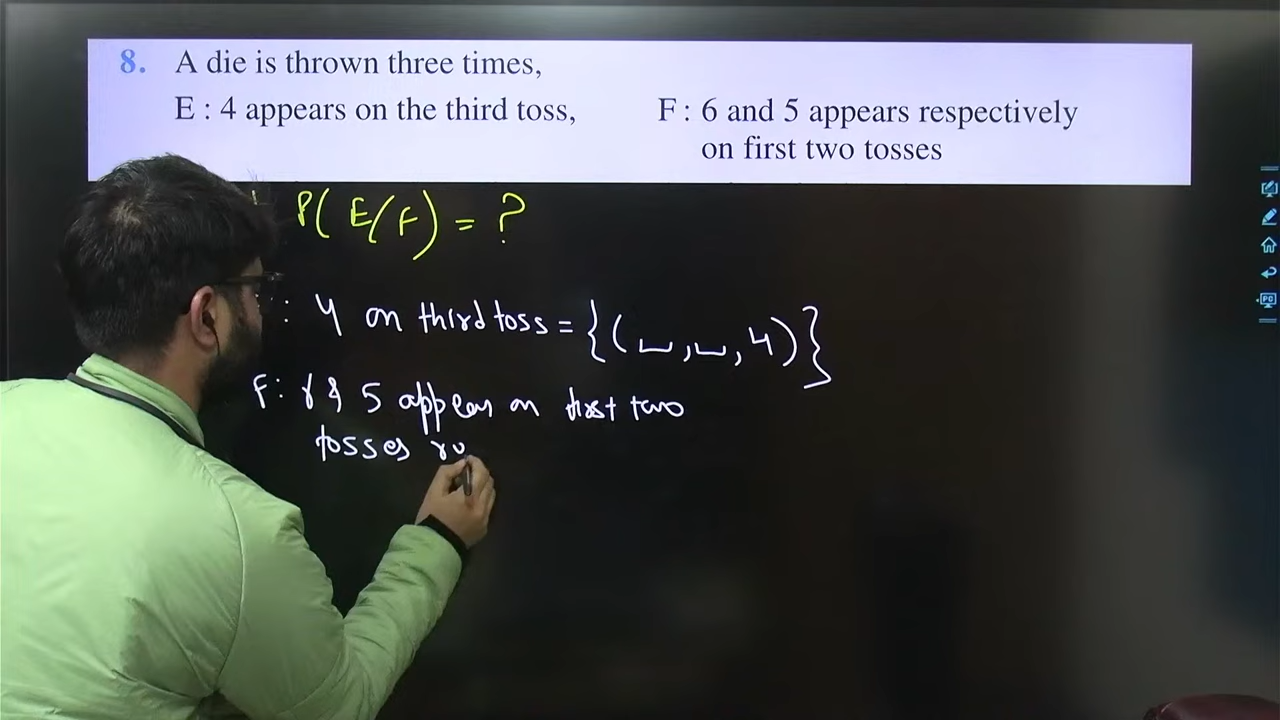 8. A die is thrown three times,
E : 4 appears on the third toss, F : 6 and 5 appears respectively
on first two tosses
P(E/F) = ?
: 4 on third toss = {(␣,␣,4)}
F: 6 & 5 appear on first two
tosses
PC